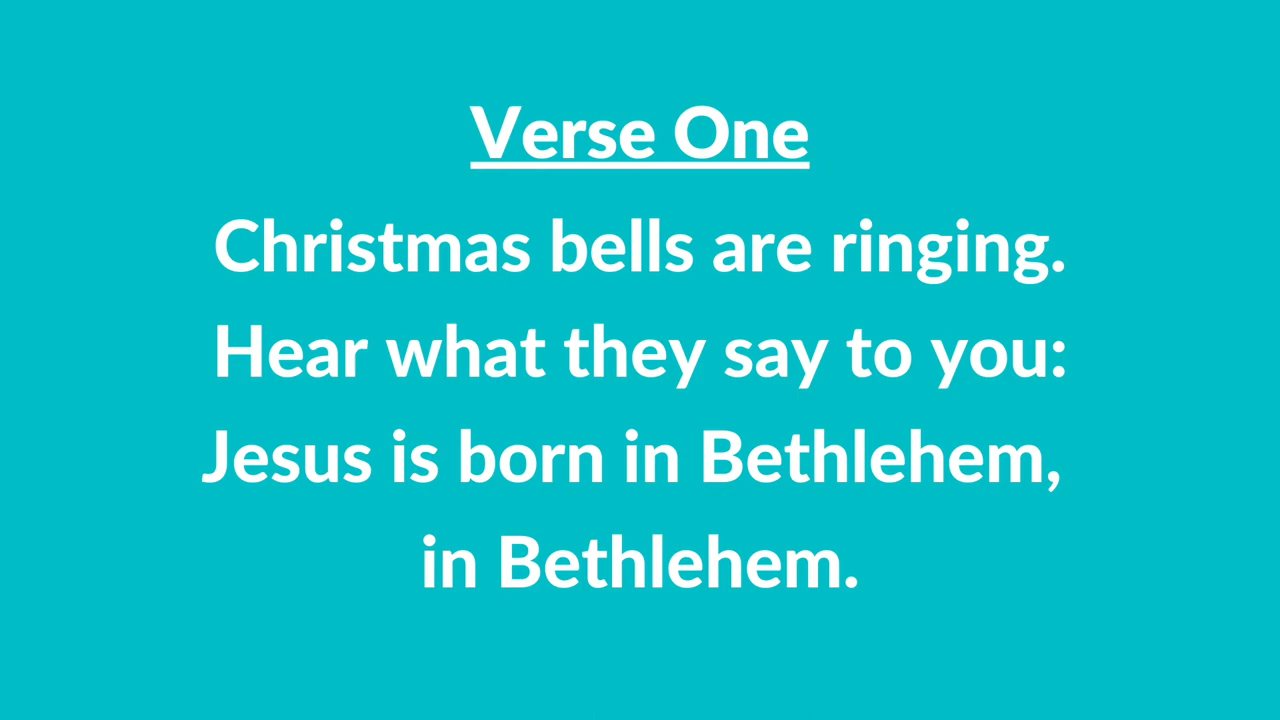 Verse One
Christmas bells are ringing.
Hear what they say to you:
Jesus is born in Bethlehem,
in Bethlehem.